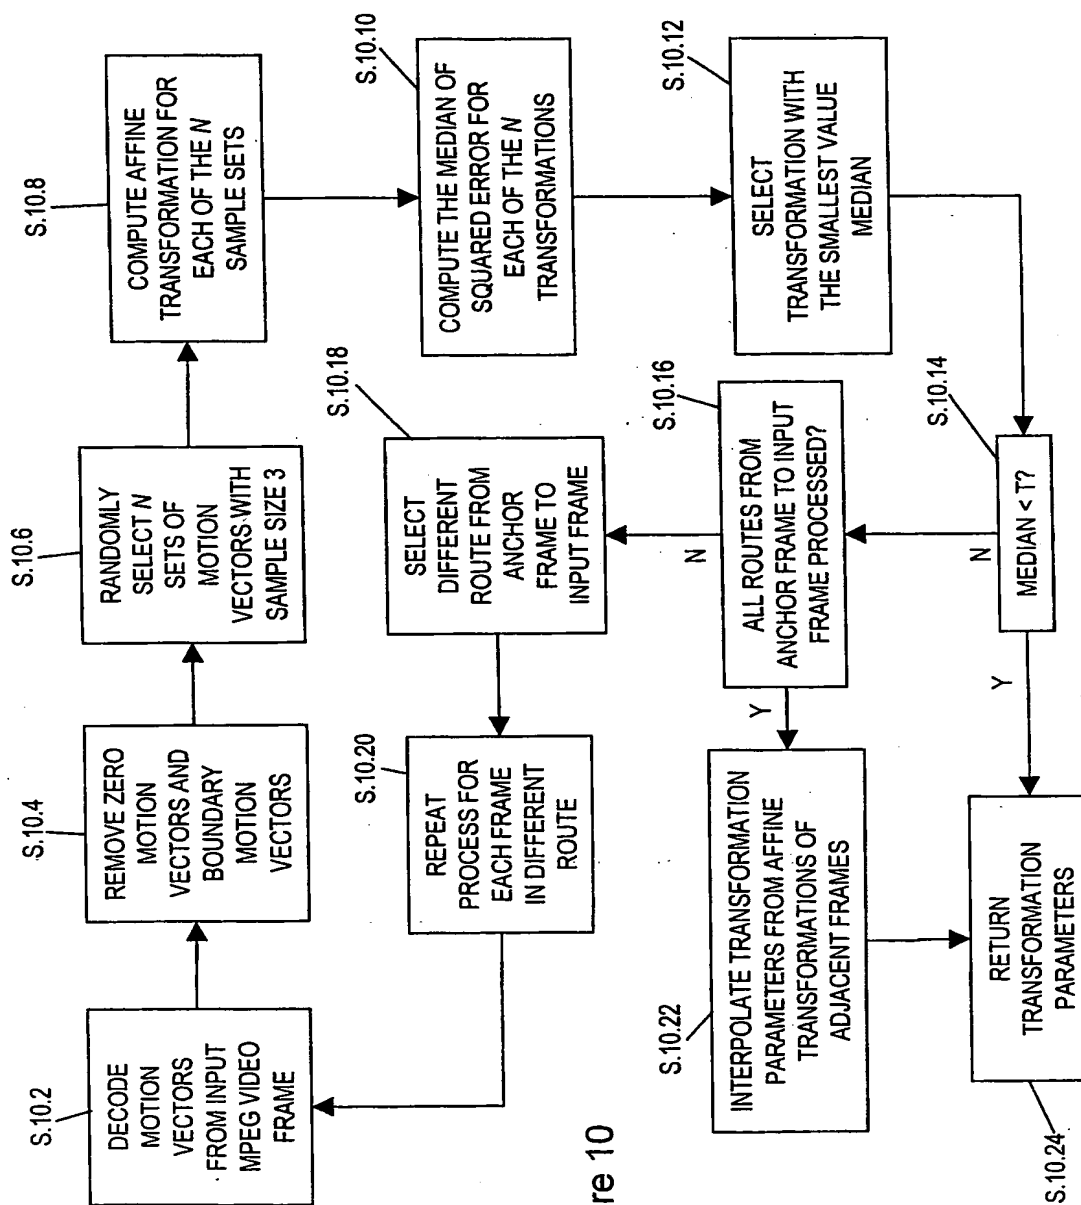 S.10.2
DECODE
MOTION
VECTORS
FROM INPUT
MPEG VIDEO
FRAME
S.10.4
REMOVE ZERO
MOTION
VECTORS AND
BOUNDARY
MOTION
VECTORS
S.10.6
RANDOMLY
SELECT N
SETS OF
MOTION
VECTORS WITH
SAMPLE SIZE 3
S.10.8
COMPUTE AFFINE
TRANSFORMATION FOR
EACH OF THE N
SAMPLE SETS
S.10.10
COMPUTE THE MEDIAN OF
SQUARED ERROR FOR
EACH OF THE N
TRANSFORMATIONS
S.10.12
SELECT
TRANSFORMATION WITH
THE SMALLEST VALUE
MEDIAN
S.10.14
MEDIAN < T?
N
Y
S.10.16
ALL ROUTES FROM
ANCHOR FRAME TO INPUT
FRAME PROCESSED?
N
Y
S.10.18
SELECT
DIFFERENT
ROUTE FROM
ANCHOR
FRAME TO
INPUT FRAME
S.10.20
REPEAT
PROCESS FOR
EACH FRAME
IN DIFFERENT
ROUTE
S.10.22
INTERPOLATE TRANSFORMATION
PARAMETERS FROM AFFINE
TRANSFORMATIONS OF
ADJACENT FRAMES
S.10.24
RETURN
TRANSFORMATION
PARAMETERS
re 10